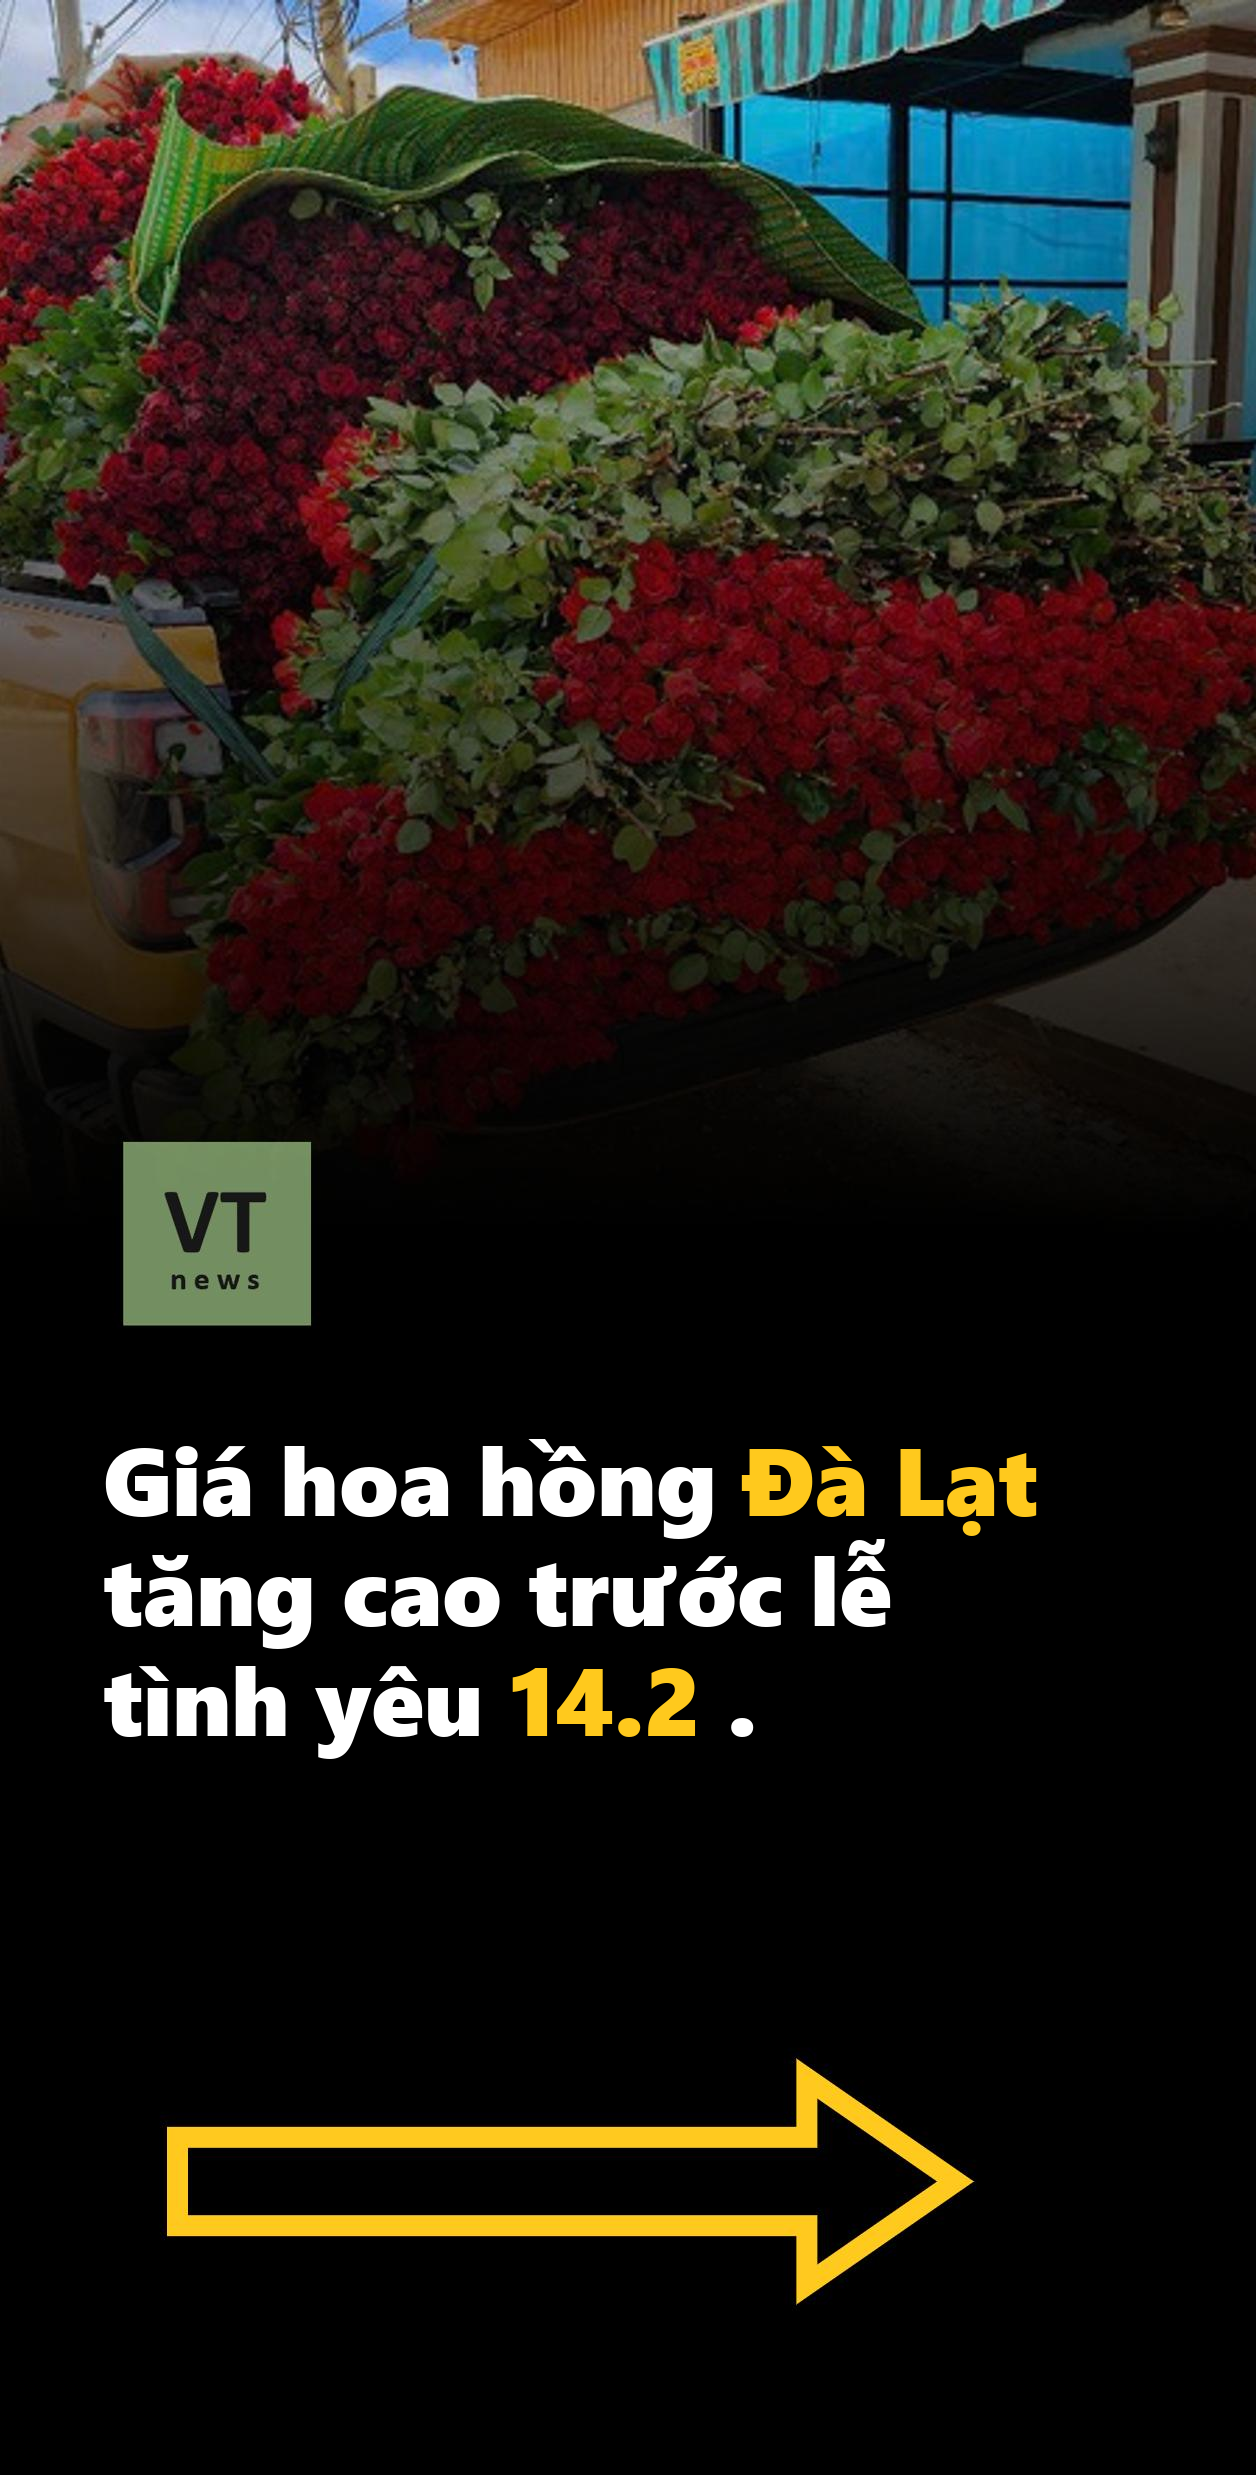 VT
news
Giá hoa hồng Đà Lạt
tăng cao trước lễ
tình yêu 14.2 .